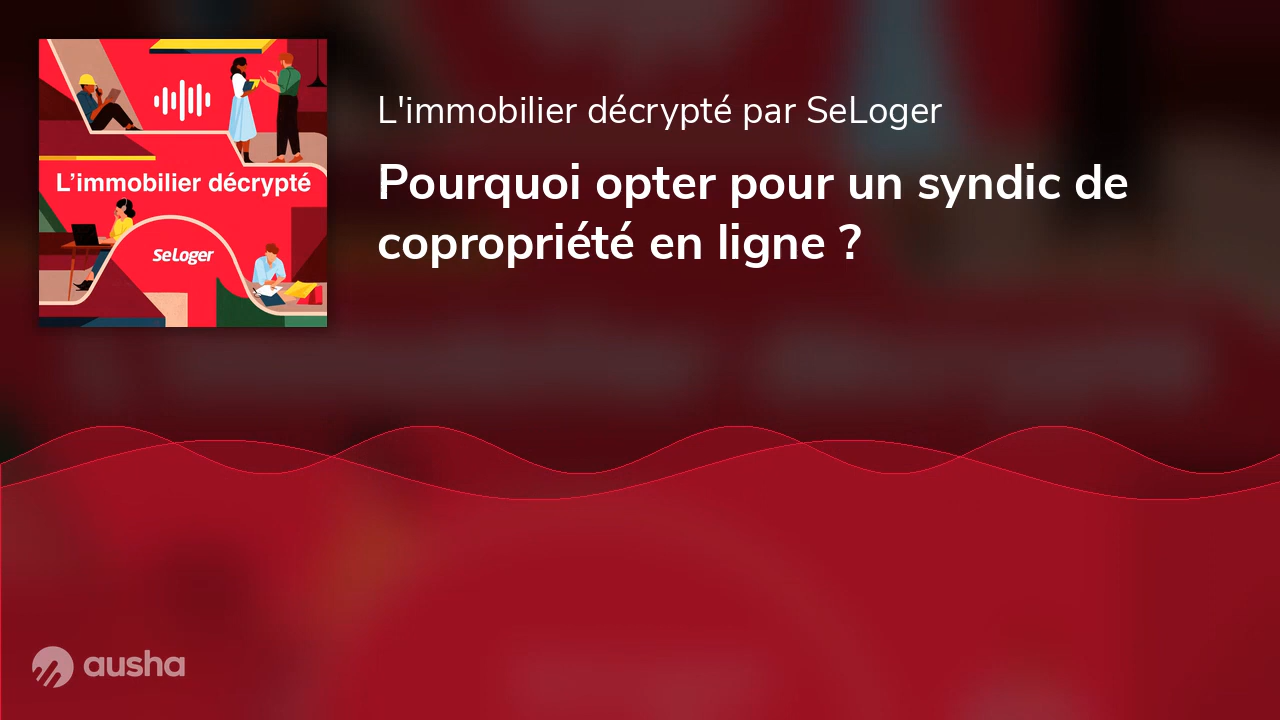 L'immobilier décrypté par SeLoger
Pourquoi opter pour un syndic de
copropriété en ligne ?
L’immobilier décrypté
SeLoger
ausha